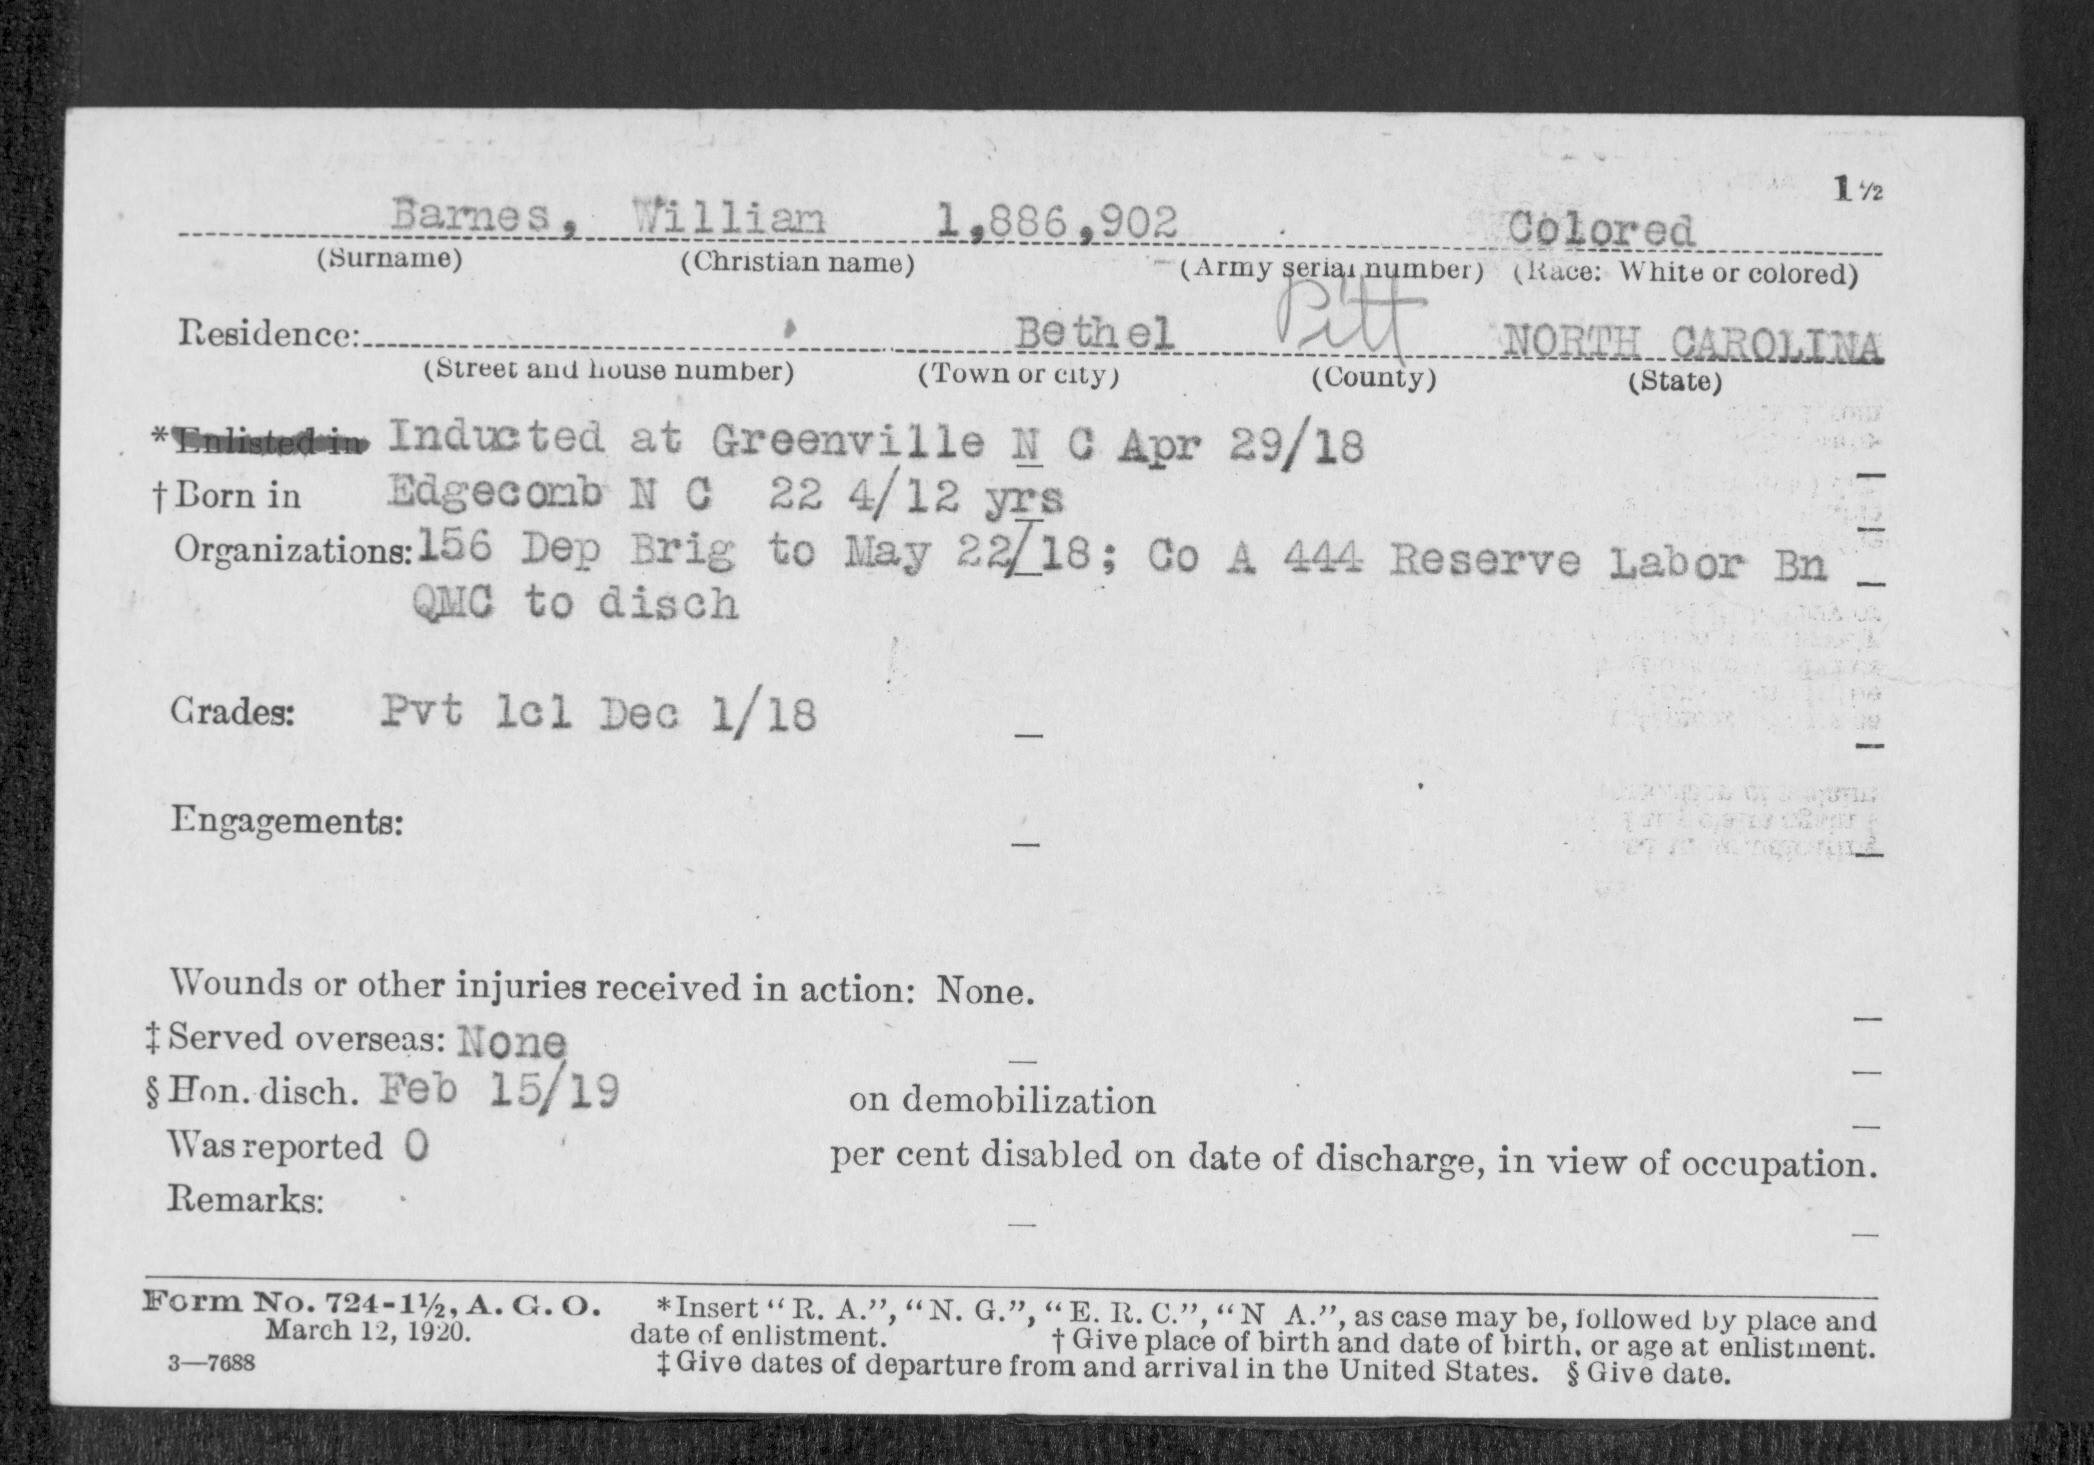 1 ½
Barnes, William 1,886,902 Colored
(Surname) (Christian name) (Army serial number) (Race: White or colored)
Residence: Bethel Pitt NORTH CAROLINA
(Street and house number) (Town or city) (County) (State)
*Enlisted in Inducted at Greenville N C Apr 29/18
†Born in Edgecomb N C 22 4/12 yrs
Organizations: 156 Dep Brig to May 22/18; Co A 444 Reserve Labor Bn
QMC to disch
Grades: Pvt 1cl Dec 1/18
Engagements:
Wounds or other injuries received in action: None.
‡Served overseas: None
§Hon. disch. Feb 15/19 on demobilization
Was reported 0 per cent disabled on date of discharge, in view of occupation.
Remarks:
Form No. 724-1½, A. G. O. *Insert "R. A.", "N. G.", "E. R. C.", "N A.", as case may be, followed by place and
March 12, 1920. date of enlistment. †Give place of birth and date of birth, or age at enlistment.
3—7688 ‡Give dates of departure from and arrival in the United States. §Give date.